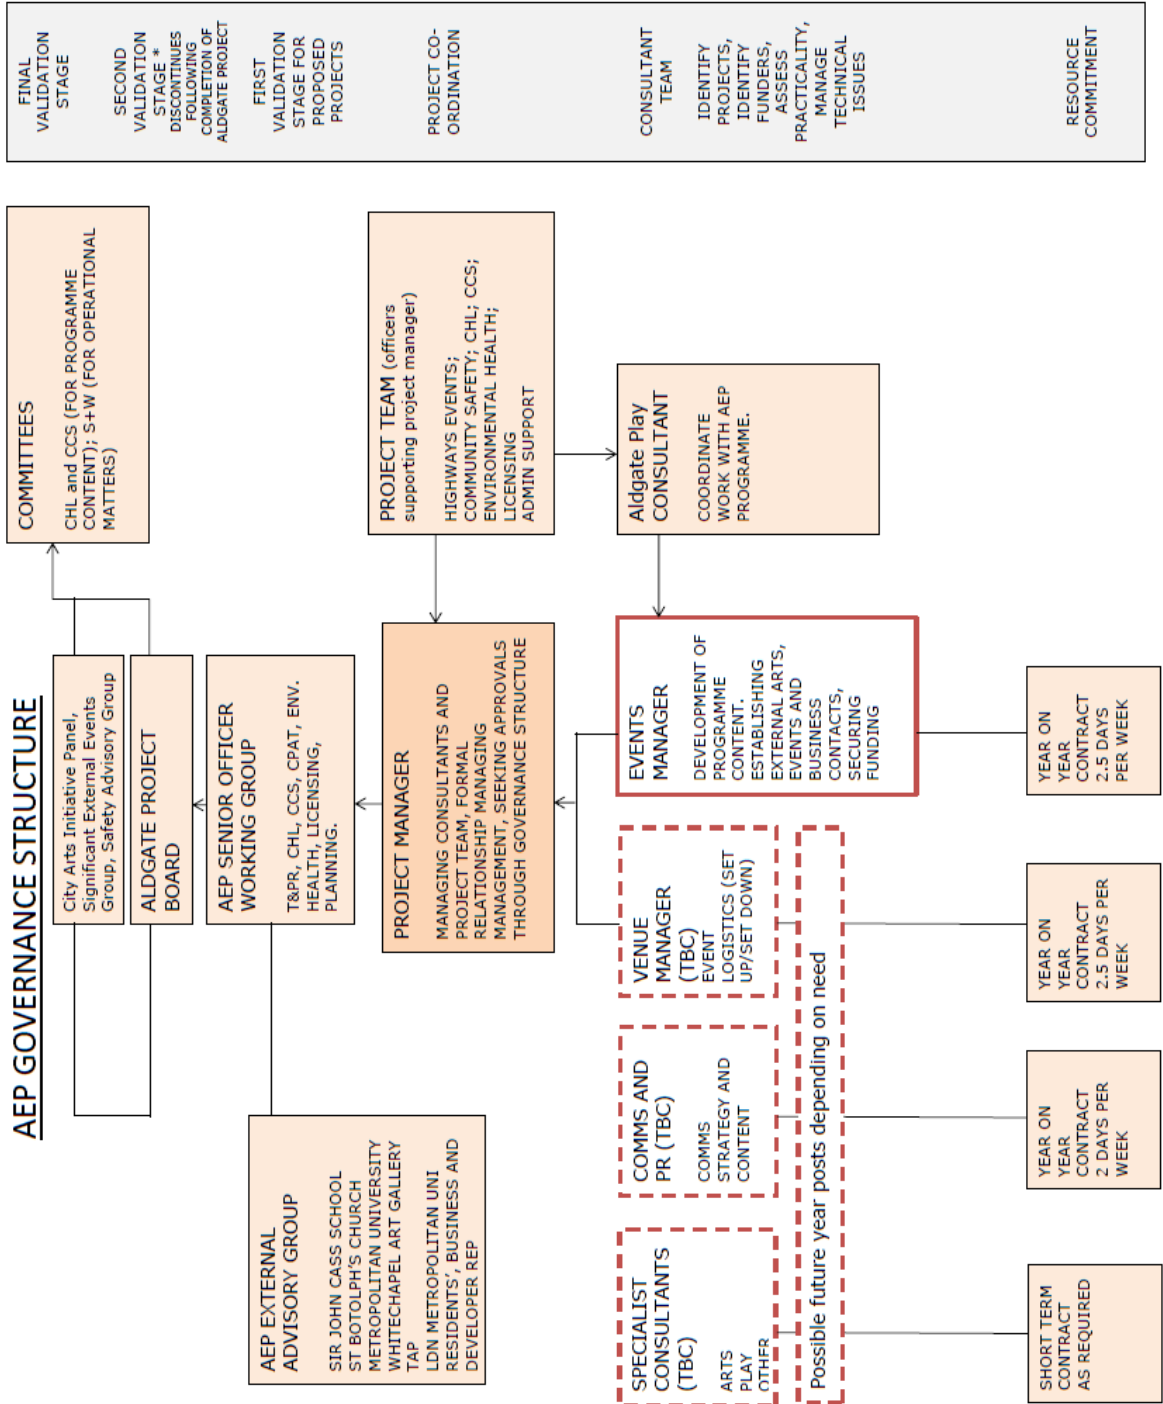 AEP GOVERNANCE STRUCTURE
City Arts Initiative Panel,
Significant External Events
Group, Safety Advisory Group
ALDGATE PROJECT
BOARD
COMMITTEES
CHL and CCS (FOR PROGRAMME
CONTENT); S+W (FOR OPERATIONAL
MATTERS)
FINAL
VALIDATION
STAGE
SECOND
VALIDATION
STAGE *
DISCONTINUES
FOLLOWING
COMPLETION OF
ALDGATE PROJECT
AEP EXTERNAL
ADVISORY GROUP
SIR JOHN CASS SCHOOL
ST BOTOLPH'S CHURCH
METROPOLITAN UNIVERSITY
WHITECHAPEL ART GALLERY
TAP
LDN METROPOLITAN UNI
RESIDENTS', BUSINESS AND
DEVELOPER REP
AEP SENIOR OFFICER
WORKING GROUP
T&PR, CHL, CCS, CPAT, ENV.
HEALTH, LICENSING,
PLANNING.
FIRST
VALIDATION
STAGE FOR
PROPOSED
PROJECTS
PROJECT MANAGER
MANAGING CONSULTANTS AND
PROJECT TEAM, FORMAL
RELATIONSHIP MANAGING
MANAGEMENT, SEEKING APPROVALS
THROUGH GOVERNANCE STRUCTURE
PROJECT TEAM (officers
supporting project manager)
HIGHWAYS EVENTS;
COMMUNITY SAFETY; CHL; CCS;
ENVIRONMENTAL HEALTH;
LICENSING
ADMIN SUPPORT
PROJECT CO-
ORDINATION
SPECIALIST
CONSULTANTS
(TBC)
ARTS
PLAY
OTHER
COMMS AND
PR (TBC)
COMMS
STRATEGY AND
CONTENT
VENUE
MANAGER
(TBC)
EVENT
LOGISTICS (SET
UP/SET DOWN)
EVENTS
MANAGER
DEVELOPMENT OF
PROGRAMME
CONTENT.
ESTABLISHING
EXTERNAL ARTS,
EVENTS AND
BUSINESS
CONTACTS,
SECURING
FUNDING
Aldgate Play
CONSULTANT
COORDINATE
WORK WITH AEP
PROGRAMME.
CONSULTANT
TEAM
IDENTIFY
PROJECTS,
IDENTIFY
FUNDERS,
ASSESS
PRACTICALITY,
MANAGE
TECHNICAL
ISSUES
Possible future year posts depending on need
SHORT TERM
CONTRACT
AS REQUIRED
YEAR ON
YEAR
CONTRACT
2 DAYS PER
WEEK
YEAR ON
YEAR
CONTRACT
2.5 DAYS PER
WEEK
YEAR ON
YEAR
CONTRACT
2.5 DAYS
PER WEEK
RESOURCE
COMMITMENT